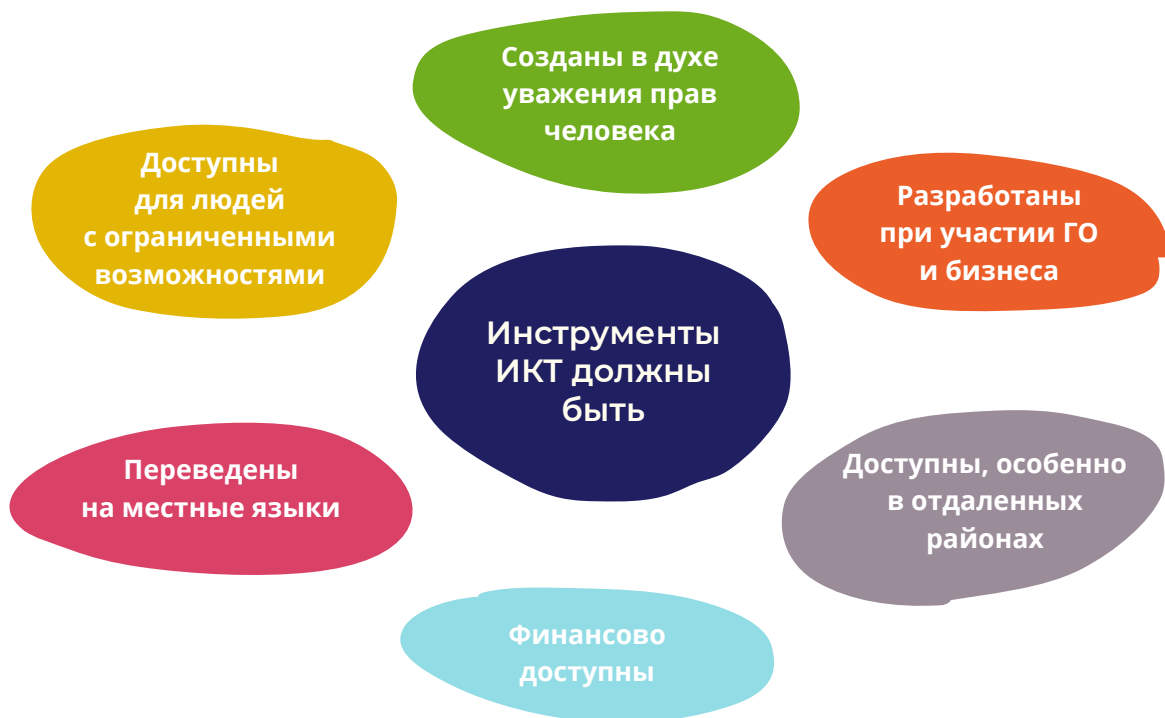 Созданы в духе
уважения прав
человека
Доступны
для людей
с ограниченными
возможностями
Разработаны
при участии ГО
и бизнеса
Инструменты
ИКТ должны
быть
Переведены
на местные языки
Доступны, особенно
в отдаленных
районах
Финансово
доступны